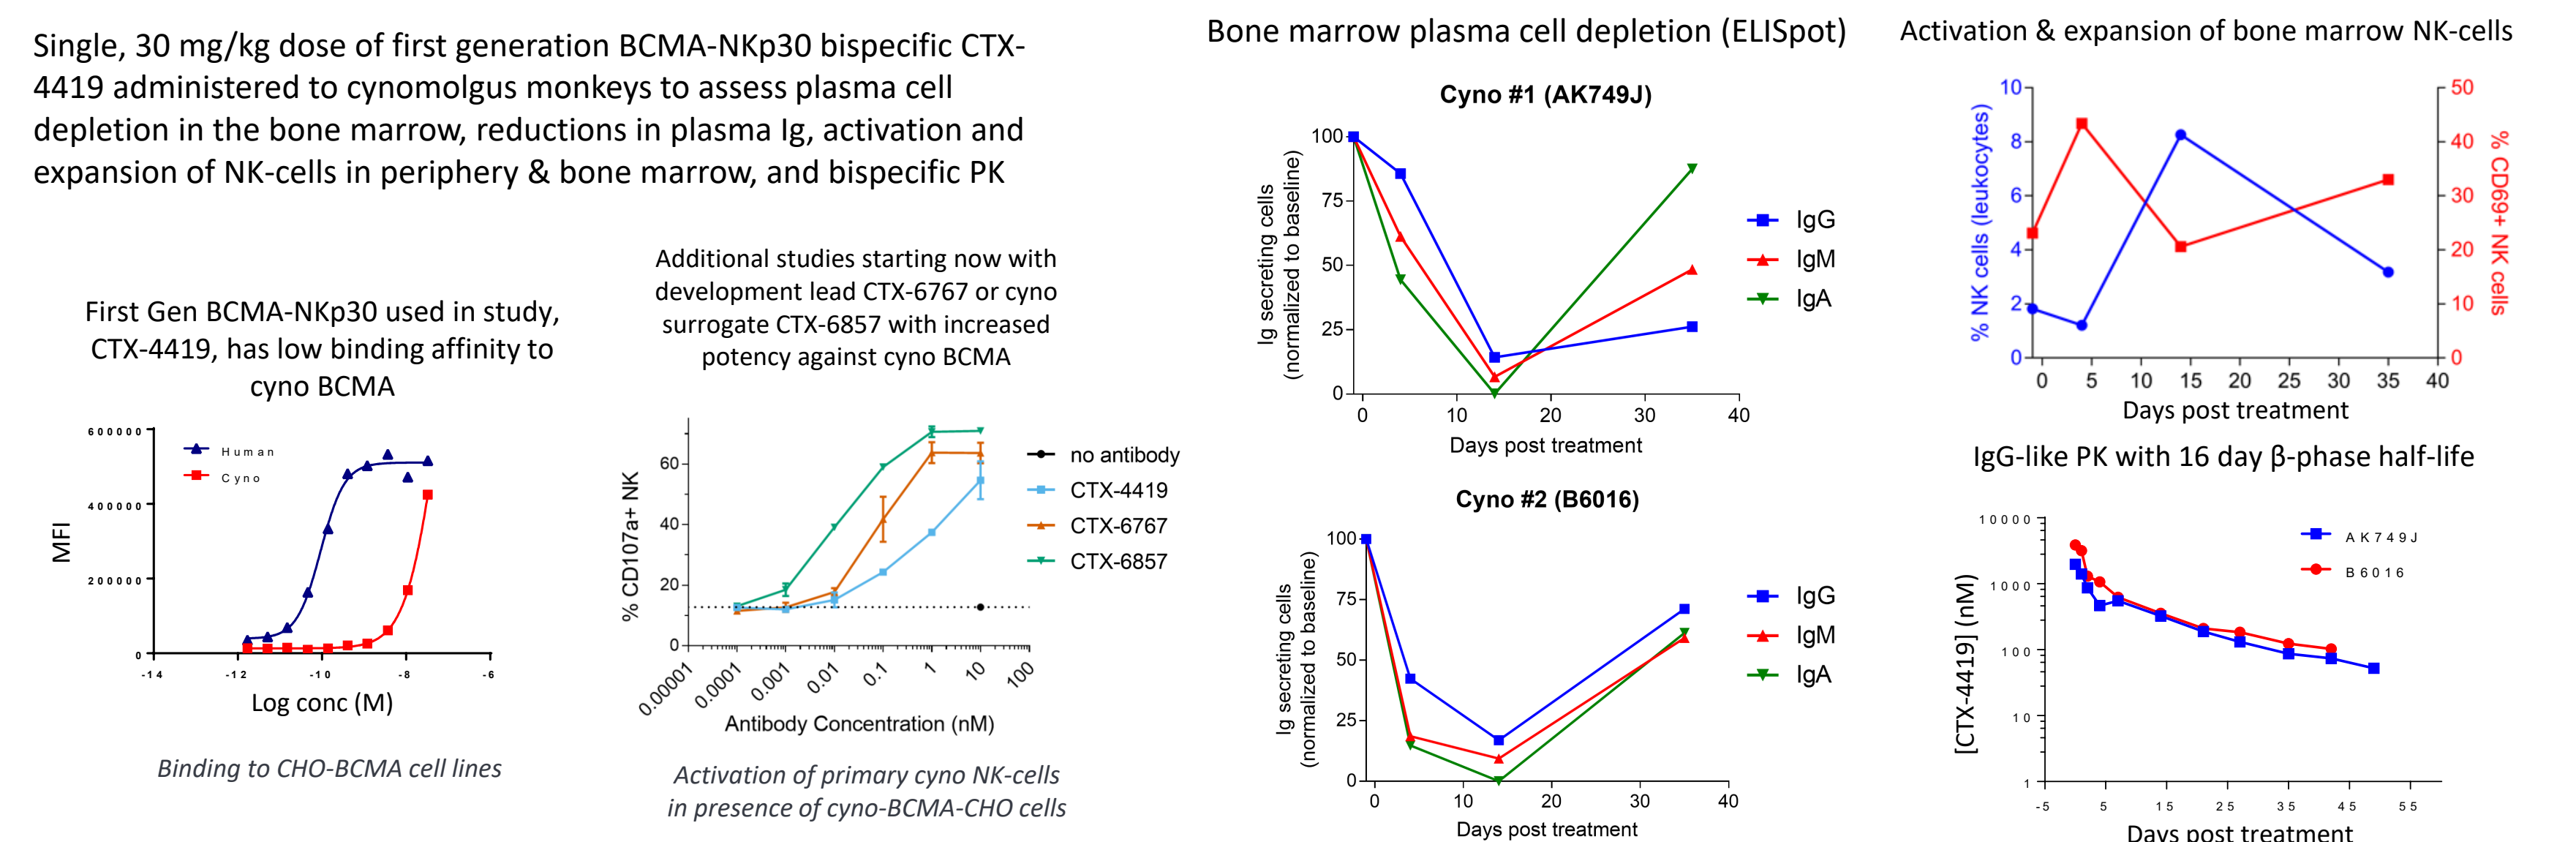 Single, 30 mg/kg dose of first generation BCMA-NKp30 bispecific CTX-
4419 administered to cynomolgus monkeys to assess plasma cell
depletion in the bone marrow, reductions in plasma Ig, activation and
expansion of NK-cells in periphery & bone marrow, and bispecific PK
First Gen BCMA-NKp30 used in study,
CTX-4419, has low binding affinity to
cyno BCMA
600000
400000
200000
0
MFI
Human
Cyno
-14
-12
-10
-8
-6
Log conc (M)
Binding to CHO-BCMA cell lines
Additional studies starting now with
development lead CTX-6767 or cyno
surrogate CTX-6857 with increased
potency against cyno BCMA
60
40
20
0
% CD107a+ NK
no antibody
CTX-4419
CTX-6767
CTX-6857
0.00001
0.0001
0.001
0.01
0.1
1
10
100
Antibody Concentration (nM)
Activation of primary cyno NK-cells
in presence of cyno-BCMA-CHO cells
Bone marrow plasma cell depletion (ELISpot)
Cyno #1 (AK749J)
100
75
50
25
0
Ig secreting cells
(normalized to baseline)
IgG
IgM
IgA
0
10
20
30
40
Days post treatment
Cyno #2 (B6016)
100
75
50
25
0
Ig secreting cells
(normalized to baseline)
IgG
IgM
IgA
0
10
20
30
40
Days post treatment
Activation & expansion of bone marrow NK-cells
10
8
6
4
2
0
% NK cells (leukocytes)
50
40
30
20
10
0
% CD69+ NK cells
0
5
10
15
20
25
30
35
40
Days post treatment
IgG-like PK with 16 day β-phase half-life
10000
1000
100
10
1
[CTX-4419] (nM)
AK749J
B6016
-5
5
15
25
35
45
55
Days post treatment